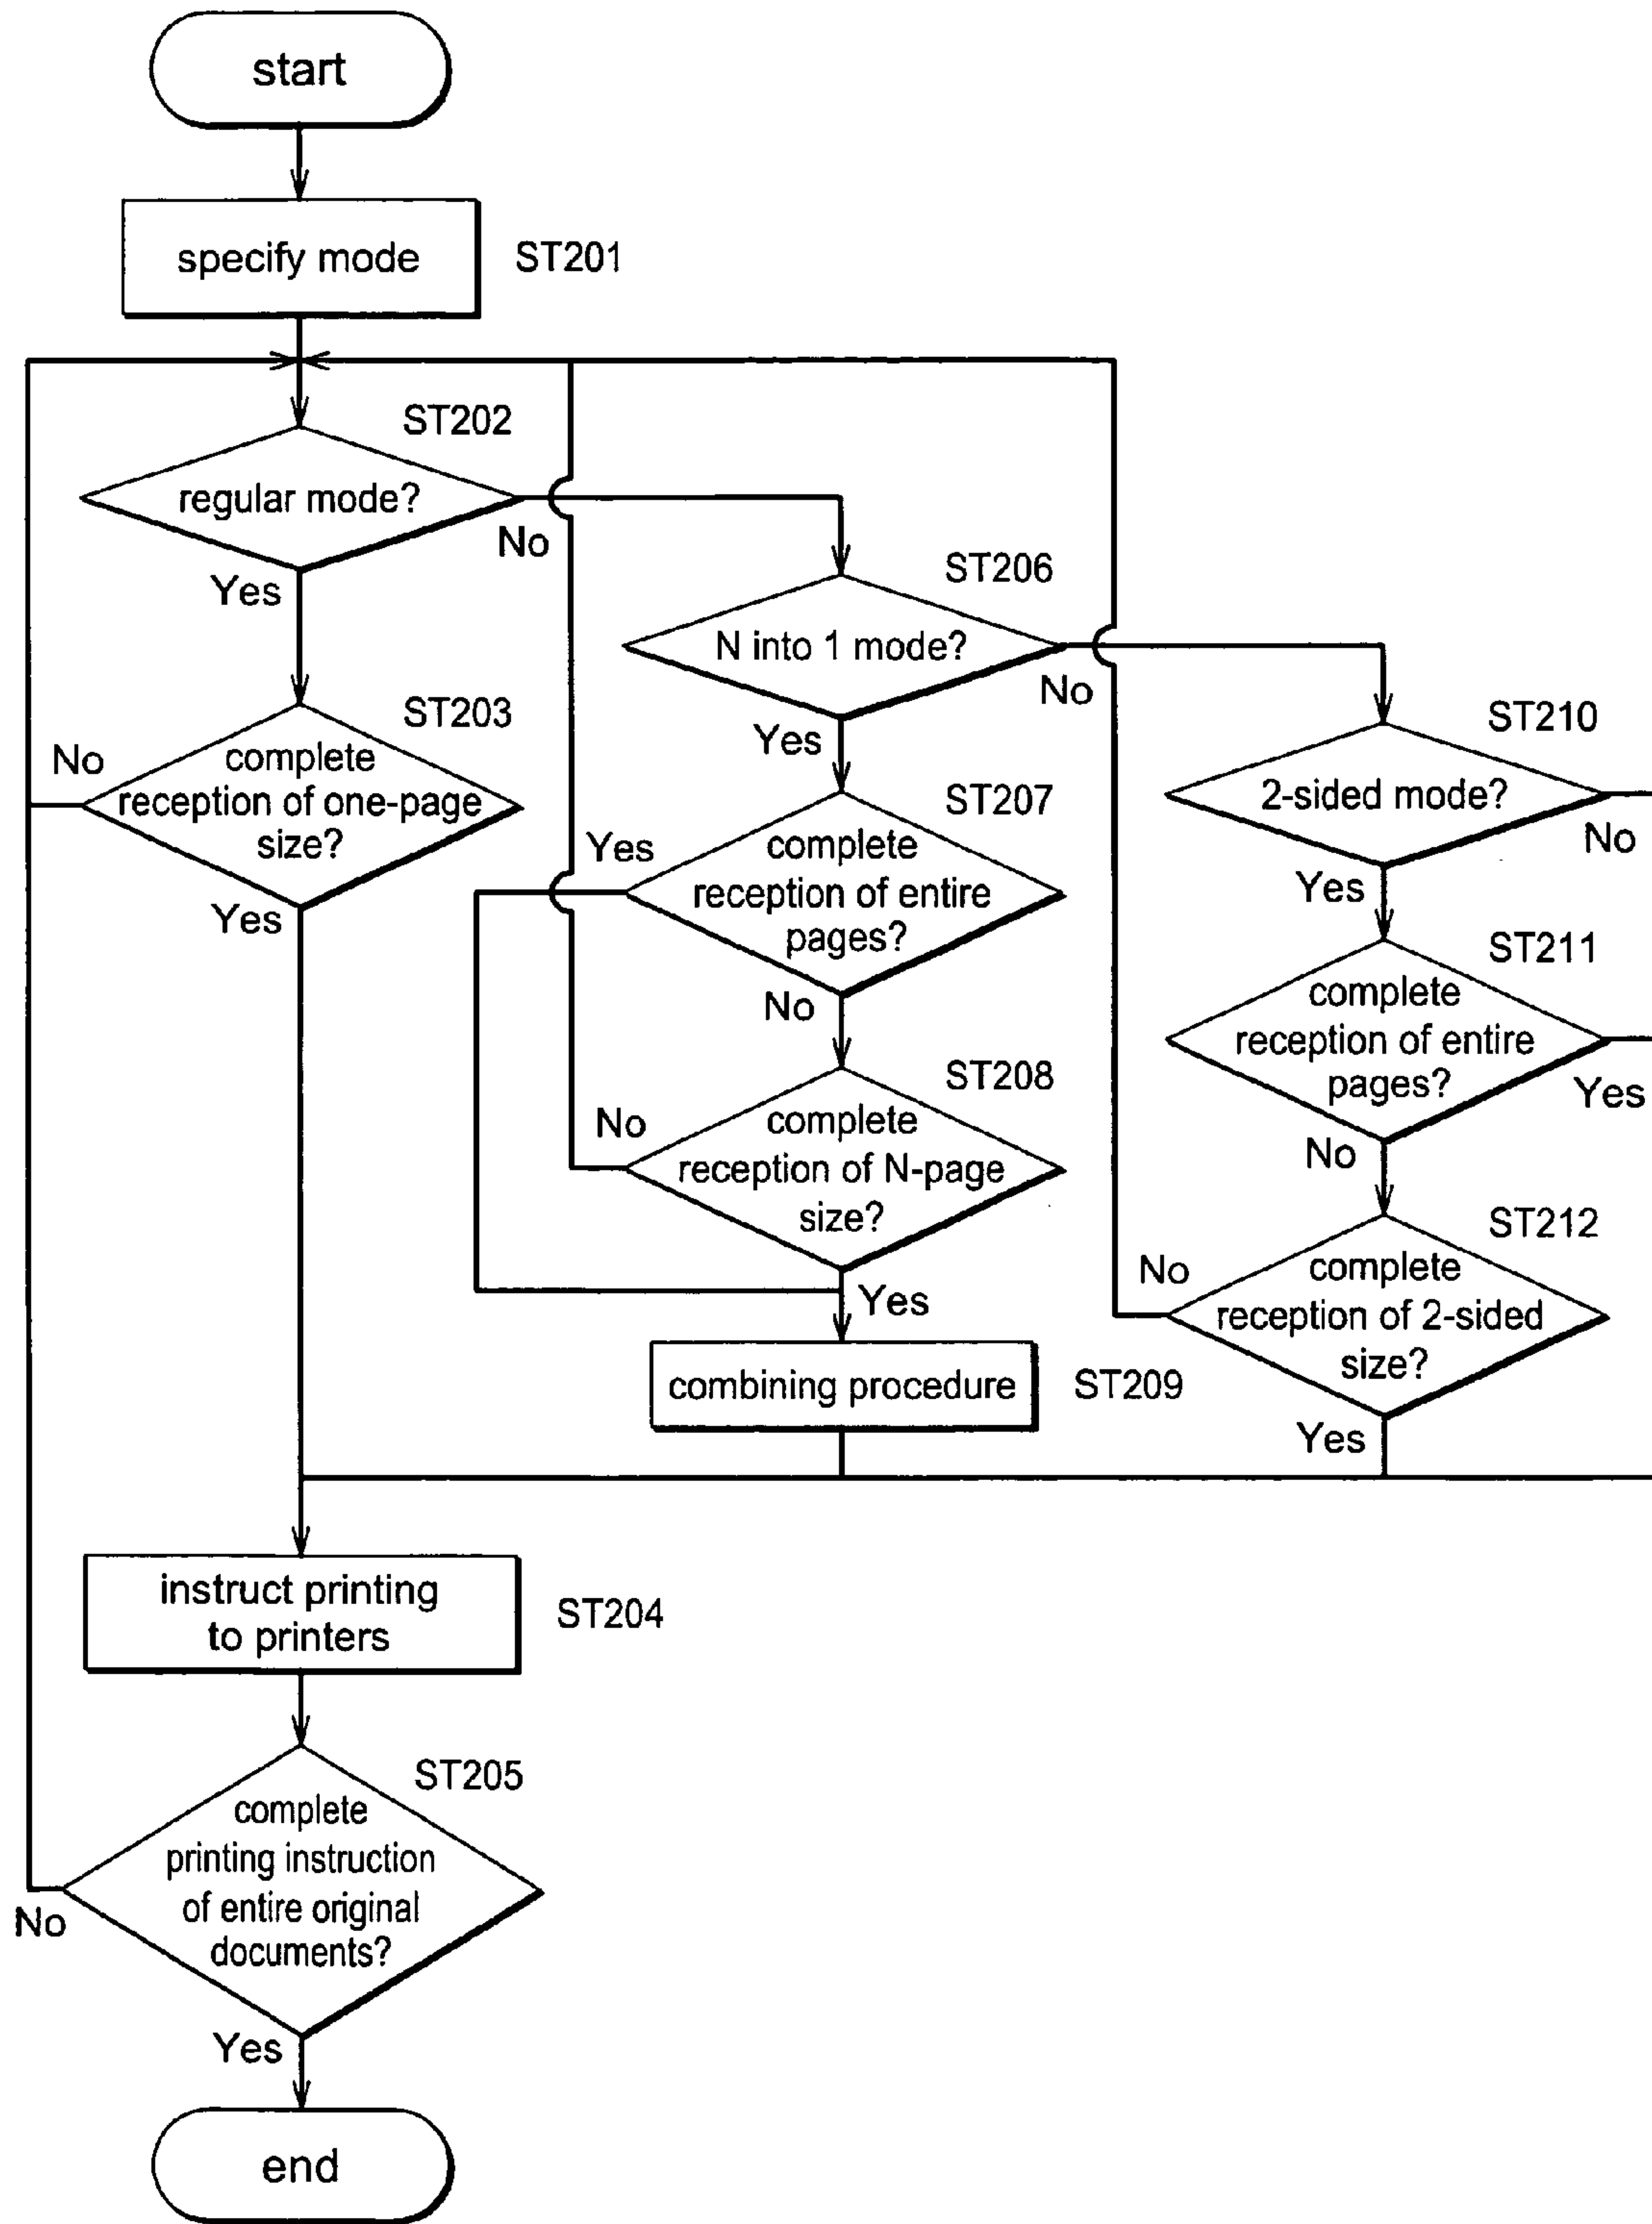 start
specify mode
ST201
ST202
regular mode?
No
Yes
ST203
No
complete
reception of one-page
size?
Yes
ST206
N into 1 mode?
No
Yes
ST207
Yes
complete
reception of entire
pages?
No
ST208
No
complete
reception of N-page
size?
Yes
combining procedure
ST209
ST210
2-sided mode?
No
Yes
ST211
complete
reception of entire
pages?
Yes
No
ST212
No
complete
reception of 2-sided
size?
Yes
instruct printing
to printers
ST204
ST205
complete
printing instruction
of entire original
documents?
No
Yes
end